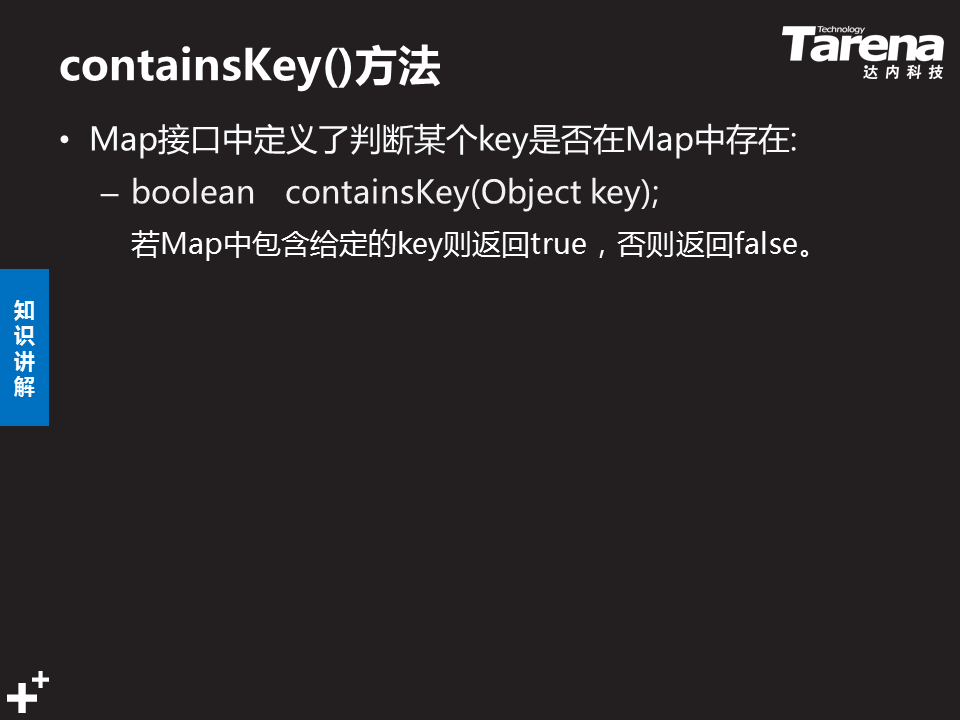 containsKey()方法
Technology
Tarena
达内科技
• Map接口中定义了判断某个key是否在Map中存在:
– boolean containsKey(Object key);
若Map中包含给定的key则返回true，否则返回false。
知
识
讲
解